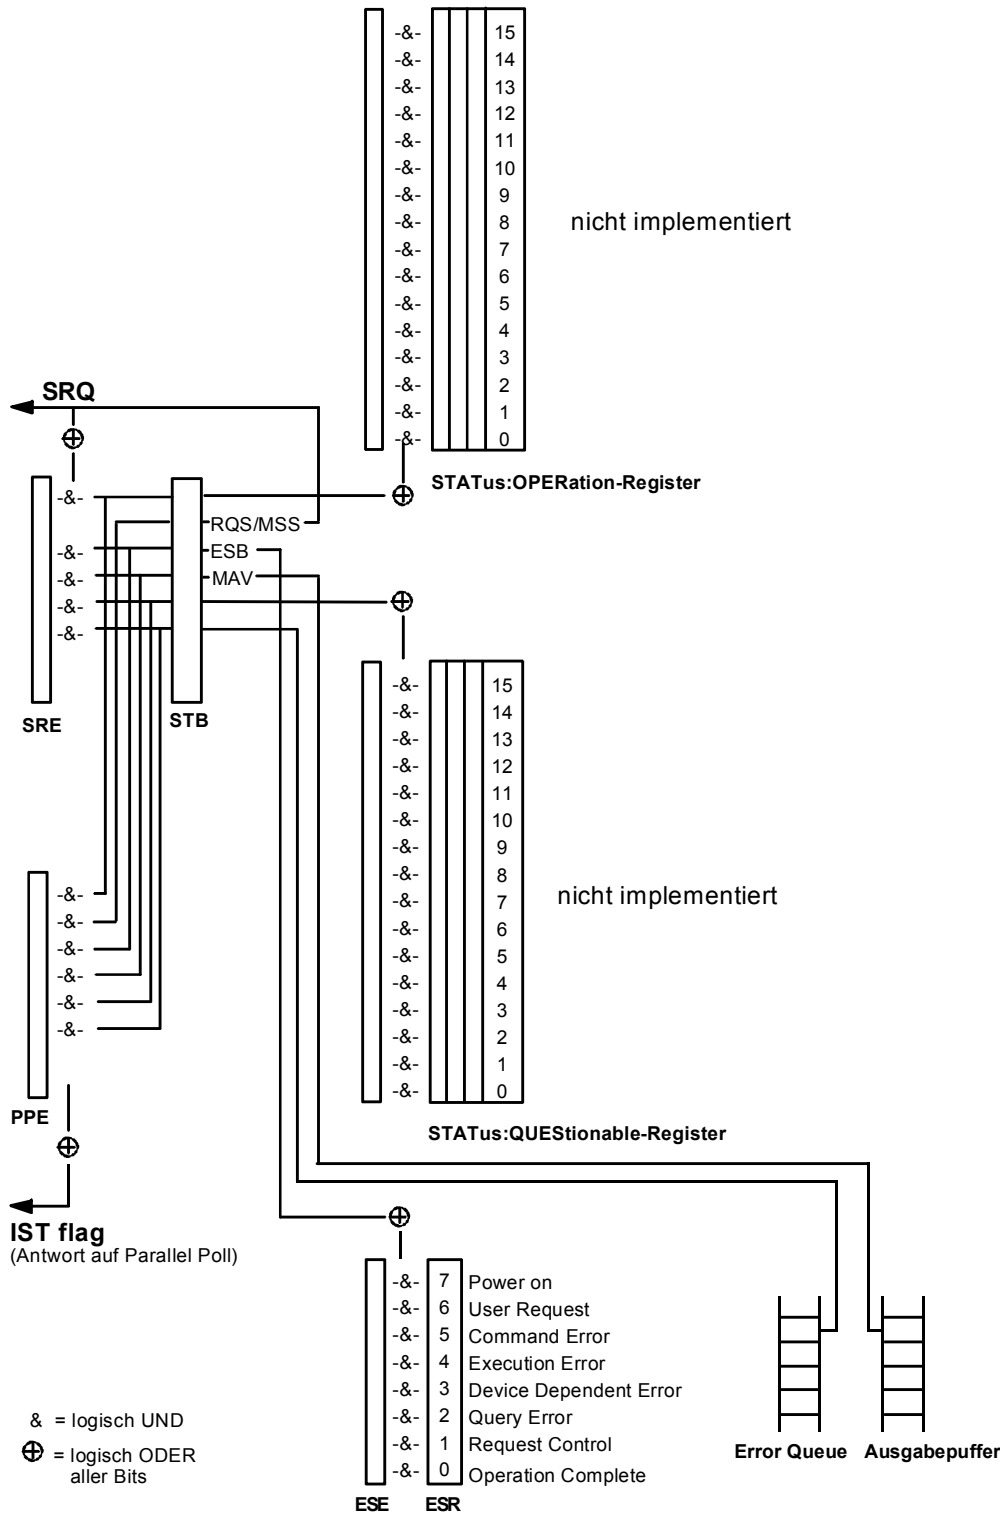 -&- 15
-&- 14
-&- 13
-&- 12
-&- 11
-&- 10
-&- 9
-&- 8
nicht implementiert
-&- 7
-&- 6
-&- 5
-&- 4
-&- 3
-&- 2
-&- 1
-&- 0
STATus:OPERation-Register
SRQ
-&-
-&-
-&-
-&-
-&-
SRE
RQS/MSS
ESB
MAV
STB
-&- 15
-&- 14
-&- 13
-&- 12
-&- 11
-&- 10
-&- 9
-&- 8
-&- 7
nicht implementiert
-&- 6
-&- 5
-&- 4
-&- 3
-&- 2
-&- 1
-&- 0
STATus:QUEStionable-Register
-&-
-&-
-&-
-&-
-&-
-&-
PPE
IST flag
(Antwort auf Parallel Poll)
-&- 7 Power on
-&- 6 User Request
-&- 5 Command Error
-&- 4 Execution Error
-&- 3 Device Dependent Error
-&- 2 Query Error
-&- 1 Request Control
-&- 0 Operation Complete
ESE ESR
Error Queue Ausgabepuffer
& = logisch UND
⊕ = logisch ODER
aller Bits